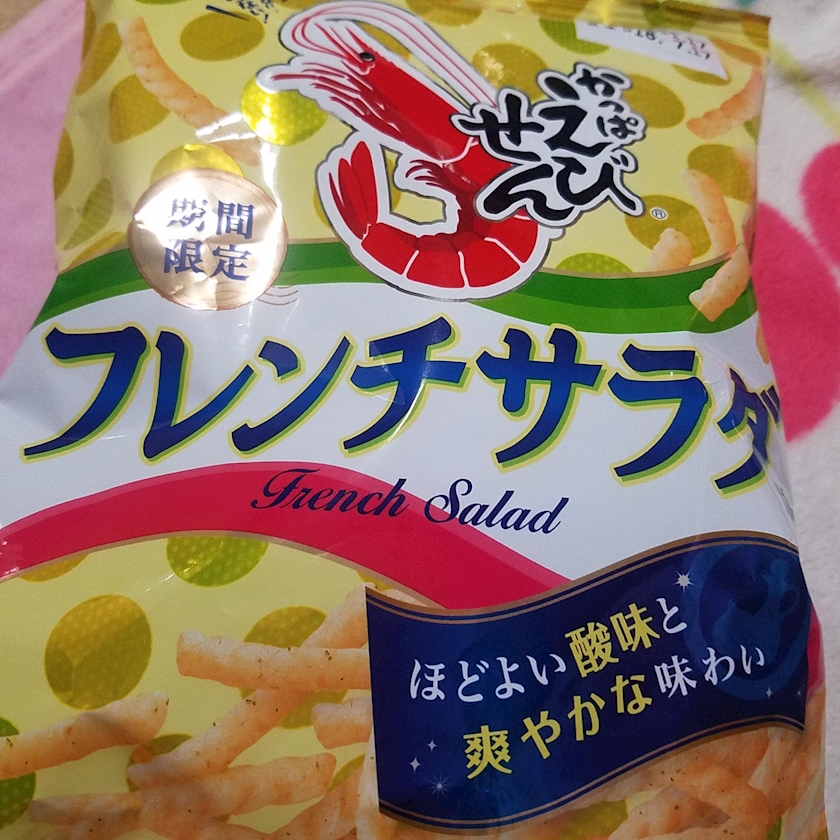 かっぱ
えび
せん
®
期間
限定
フレンチサラダ
French Salad
ほどよい酸味と
爽やかな味わい